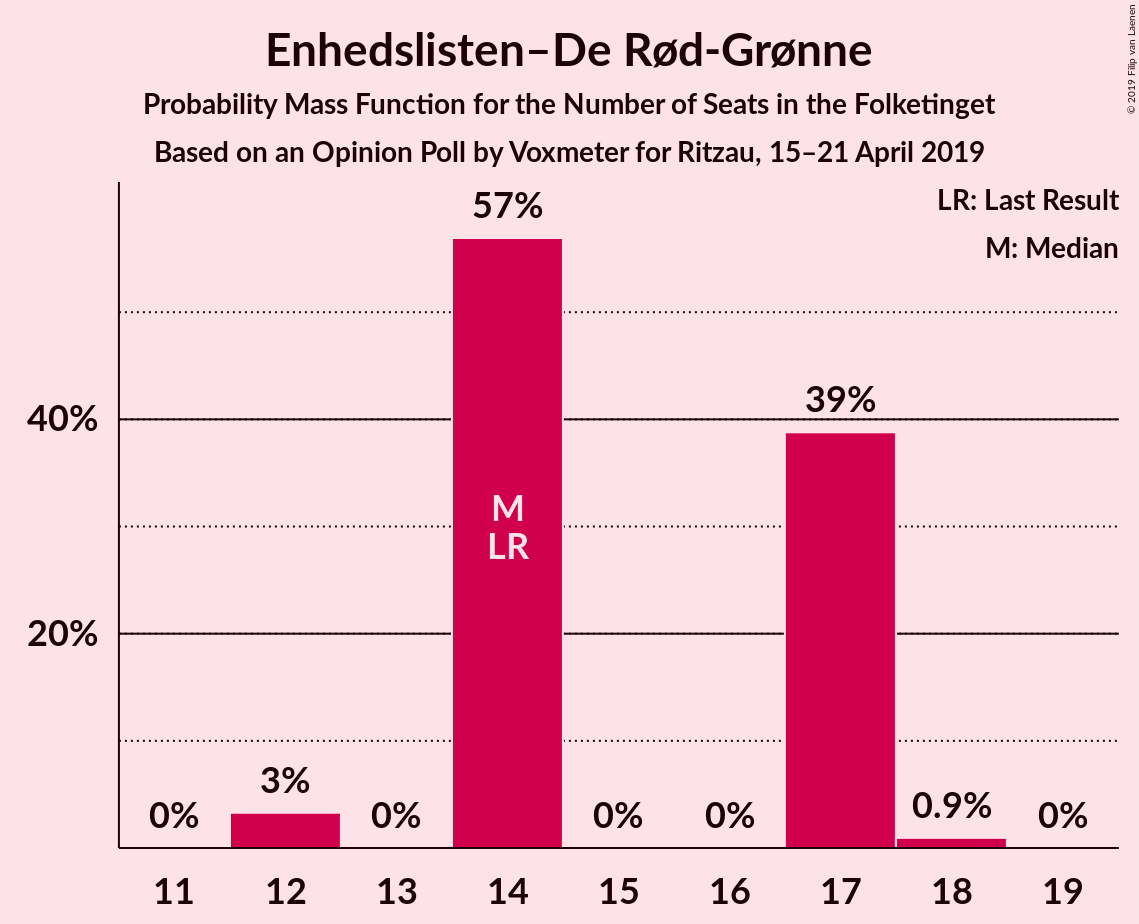 Enhedslisten–De Rød-Grønne
Probability Mass Function for the Number of Seats in the Folketinget
Based on an Opinion Poll by Voxmeter for Ritzau, 15–21 April 2019
© 2019 Filip van Laenen
LR: Last Result
M: Median
57%
39%
40%
M
LR
20%
0%
3%
0%
0%
0%
0.9%
0%
11
12
13
14
15
16
17
18
19